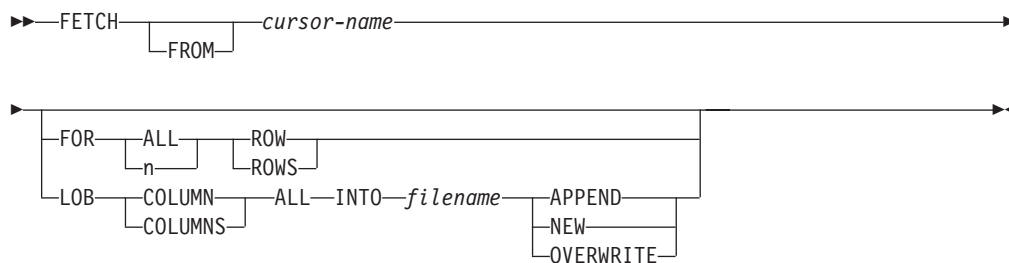 FETCH cursor-name
FROM
FOR ALL ROW
n ROWS
LOB COLUMN ALL INTO filename APPEND
COLUMNS NEW
OVERWRITE